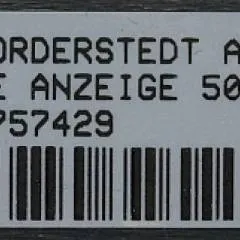 ORDERSTEDT A
E ANZEIGE 50
757429